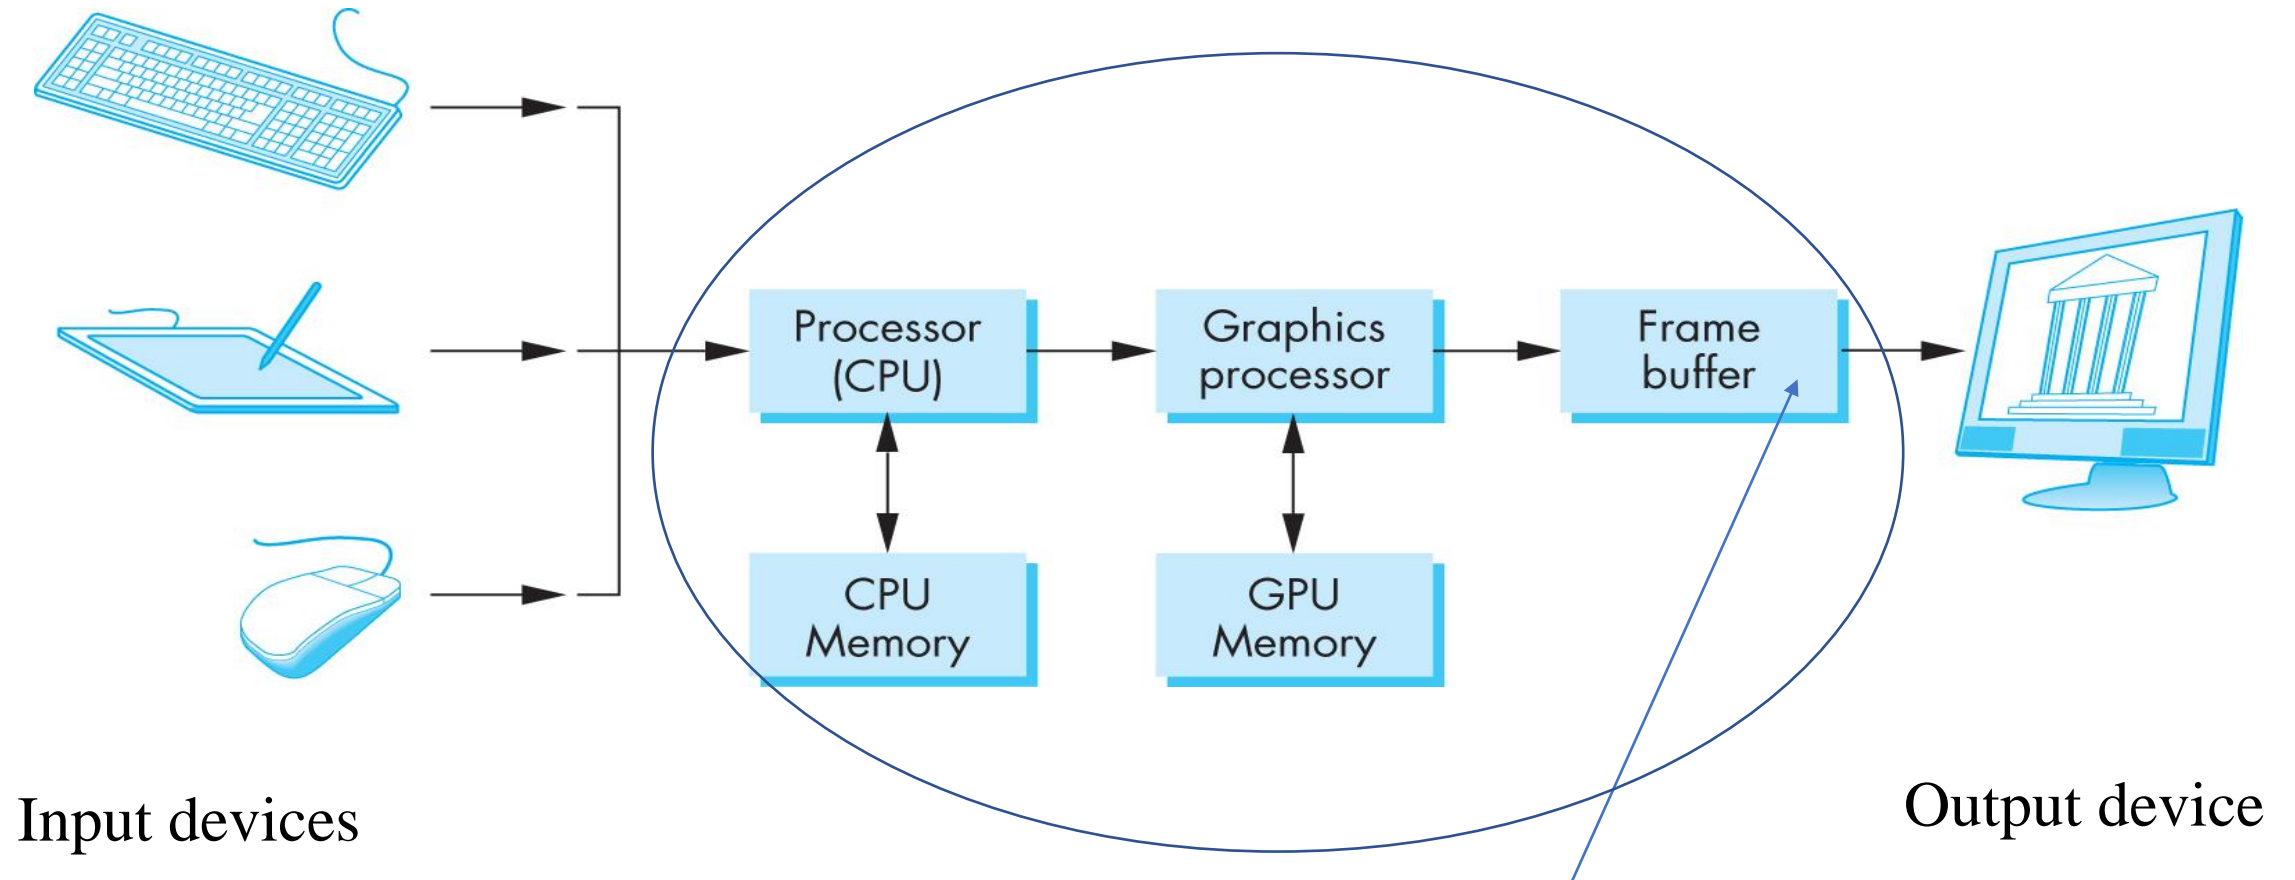 Processor
(CPU)
Graphics
processor
Frame
buffer
CPU
Memory
GPU
Memory
Input devices
Output device